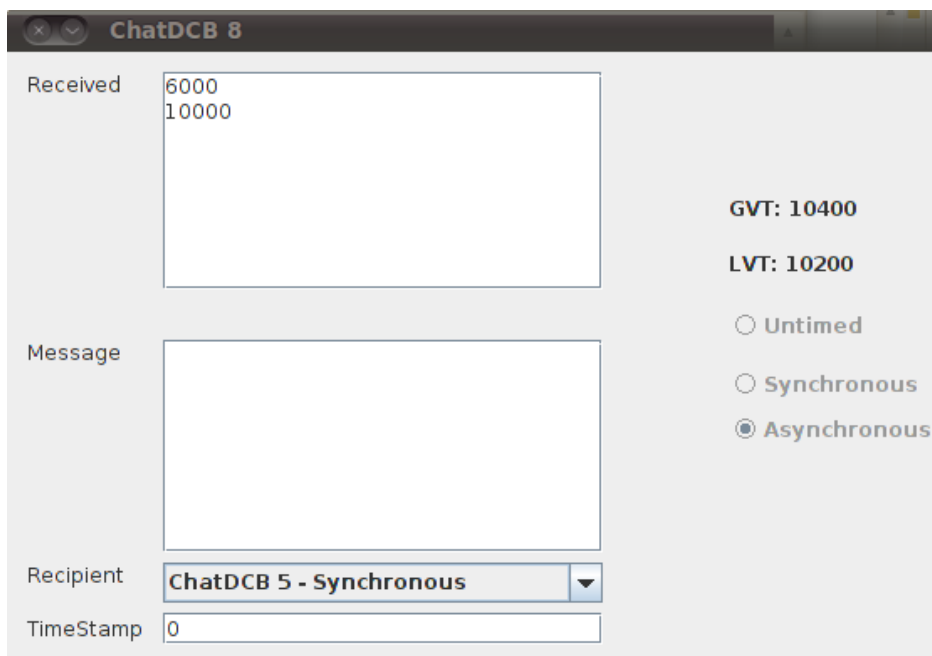 ChatDCB 8
Received
6000
10000
GVT: 10400
LVT: 10200
Untimed
Synchronous
Asynchronous
Message
Recipient
ChatDCB 5 - Synchronous
TimeStamp
0